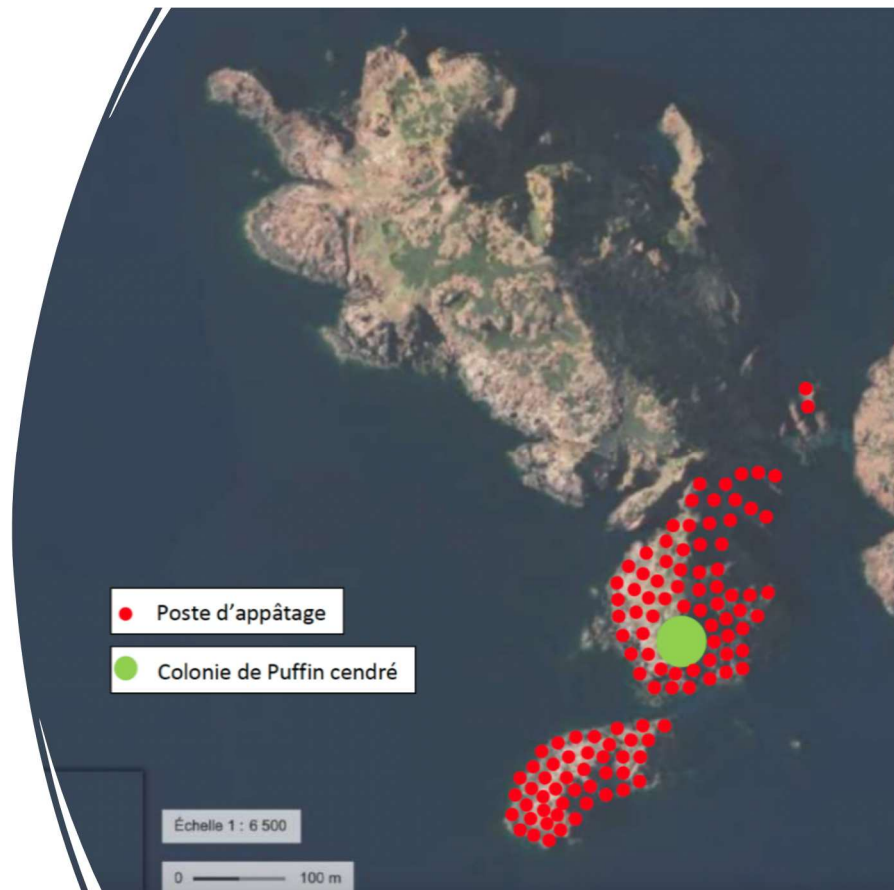 Poste d'appâtage
Colonie de Puffin cendré
Échelle 1 : 6 500
0 100 m